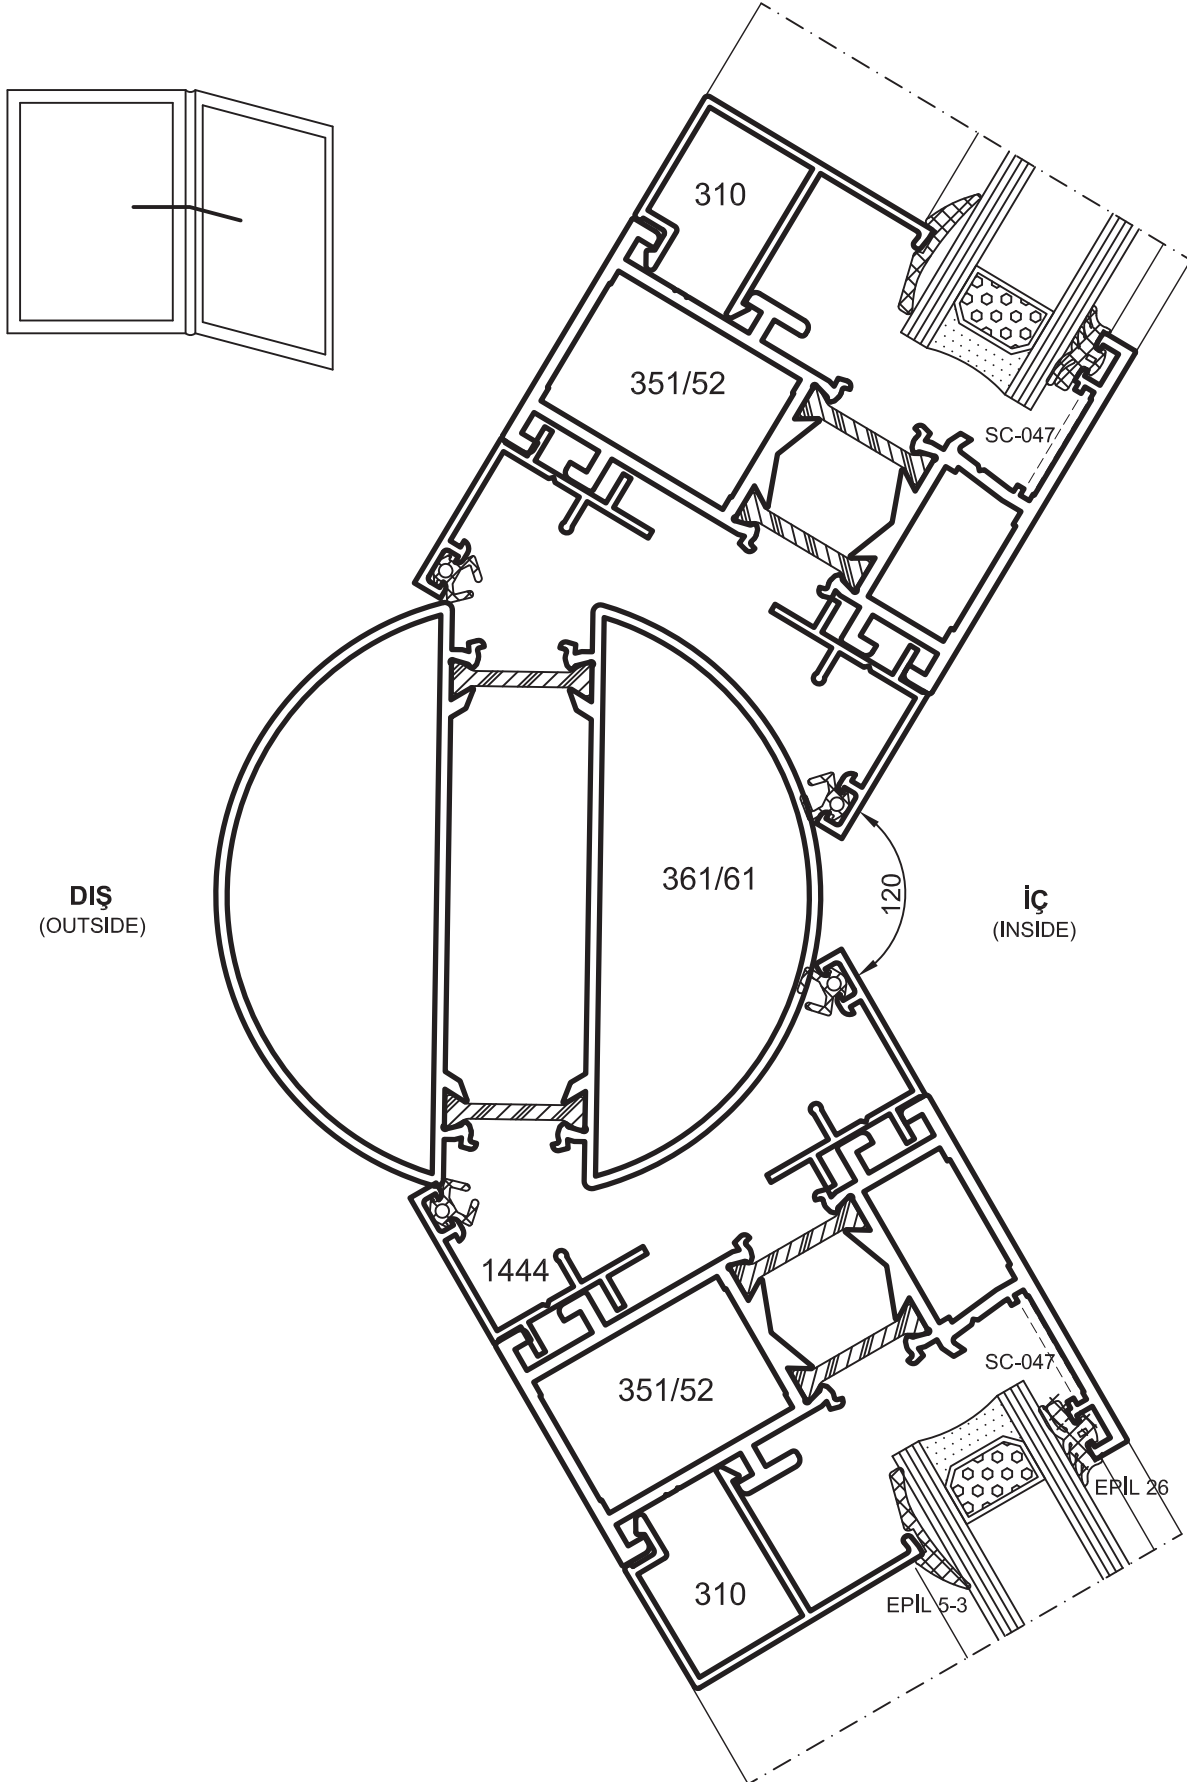 310
351/52
SC-047
361/61
120
DIŞ
(OUTSIDE)
İÇ
(INSIDE)
1444
351/52
SC-047
EPİL 26
310
EPİL 5-3